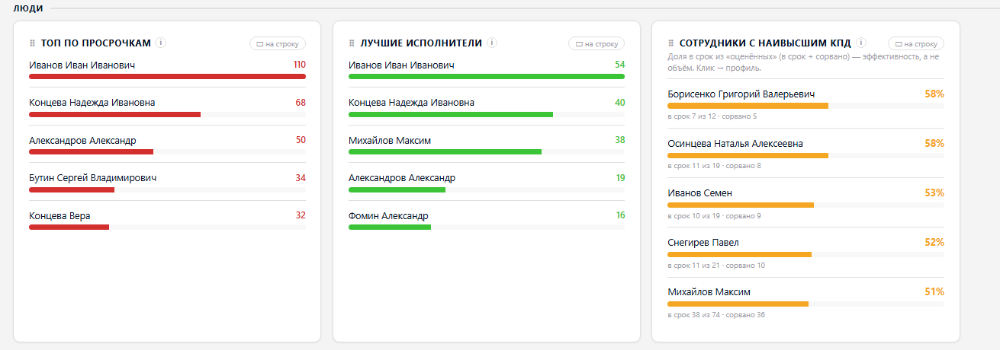 ЛЮДИ
ТОП ПО ПРОСРОЧКАМ i на строку
Иванов Иван Иванович 110
Концева Надежда Ивановна 68
Александров Александр 50
Бутин Сергей Владимирович 34
Концева Вера 32
ЛУЧШИЕ ИСПОЛНИТЕЛИ i на строку
Иванов Иван Иванович 54
Концева Надежда Ивановна 40
Михайлов Максим 38
Александров Александр 19
Фомин Александр 16
СОТРУДНИКИ С НАИВЫСШИМ КПД i на строку
Доля в срок из «оценённых» (в срок + сорвано) — эффективность, а не
объём. Клик → профиль.
Борисенко Григорий Валерьевич 58%
в срок 7 из 12 · сорвано 5
Осинцева Наталья Алексеевна 58%
в срок 11 из 19 · сорвано 8
Иванов Семен 53%
в срок 10 из 19 · сорвано 9
Снегирев Павел 52%
в срок 11 из 21 · сорвано 10
Михайлов Максим 51%
в срок 38 из 74 · сорвано 36